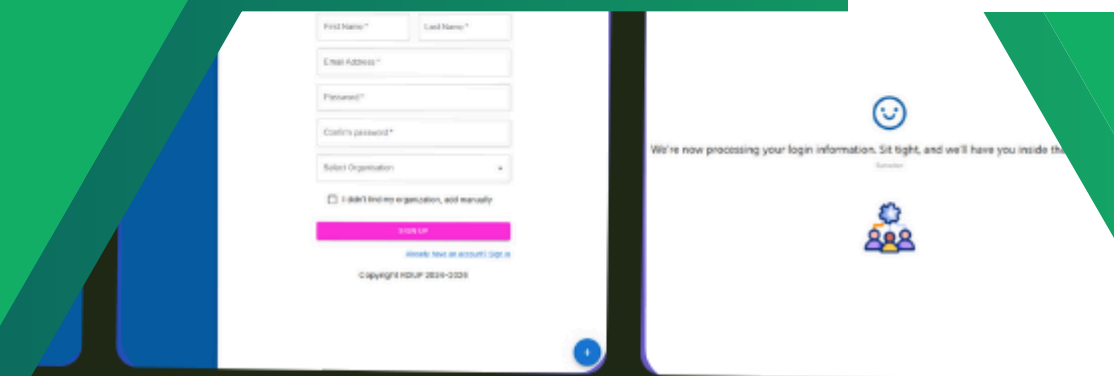 First Name *
Last Name *
Email Address *
Password *
Confirm password *
Select Organisation
I didn't find my organization, add manually
SIGN UP
Already have an account? Sign in
Copyright 2024-2026
We're now processing your login information. Sit tight, and we'll have you inside